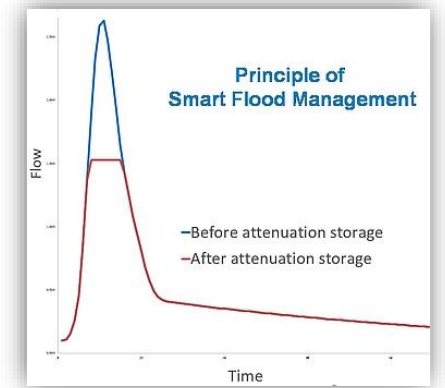 Principle of
Smart Flood Management
Flow
Before attenuation storage
After attenuation storage
Time